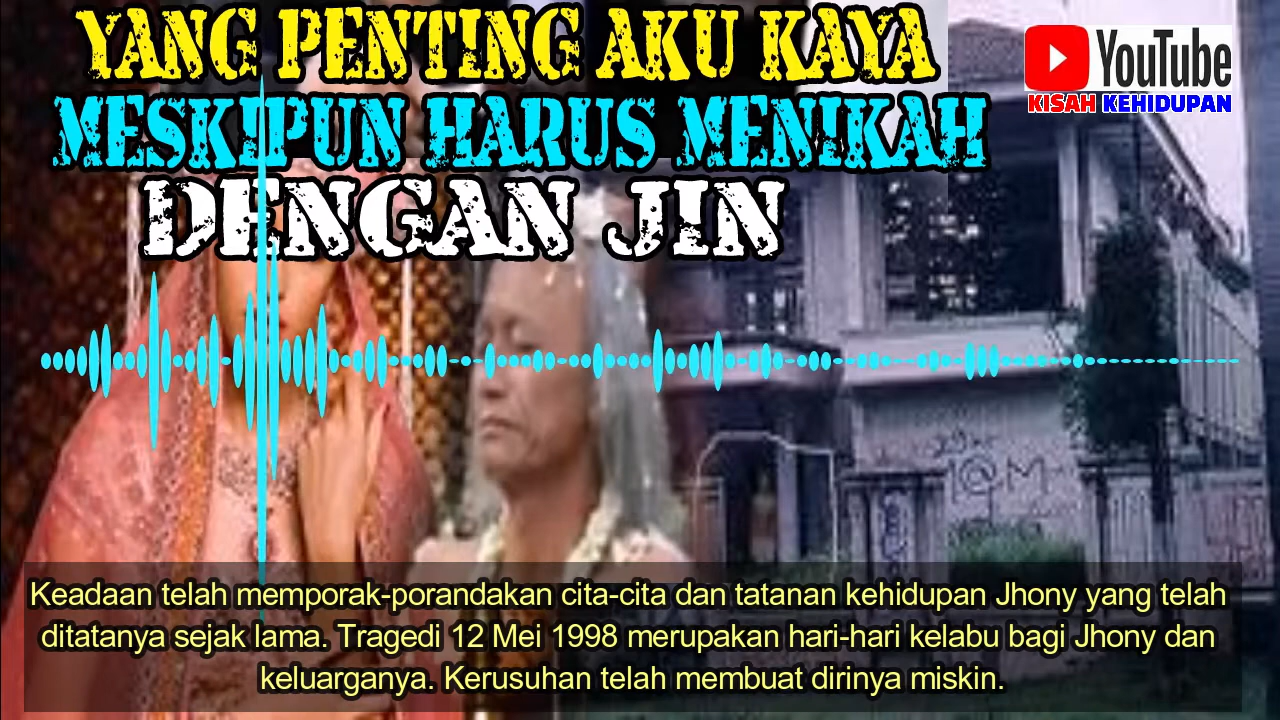 YANG PENTING AKU KAYA
MESKIPUN HARUS MENIKAH
DENGAN JIN
YouTube
KISAH KEHIDUPAN
Keadaan telah memporak-porandakan cita-cita dan tatanan kehidupan Jhony yang telah
ditatanya sejak lama. Tragedi 12 Mei 1998 merupakan hari-hari kelabu bagi Jhony dan
keluarganya. Kerusuhan telah membuat dirinya miskin.